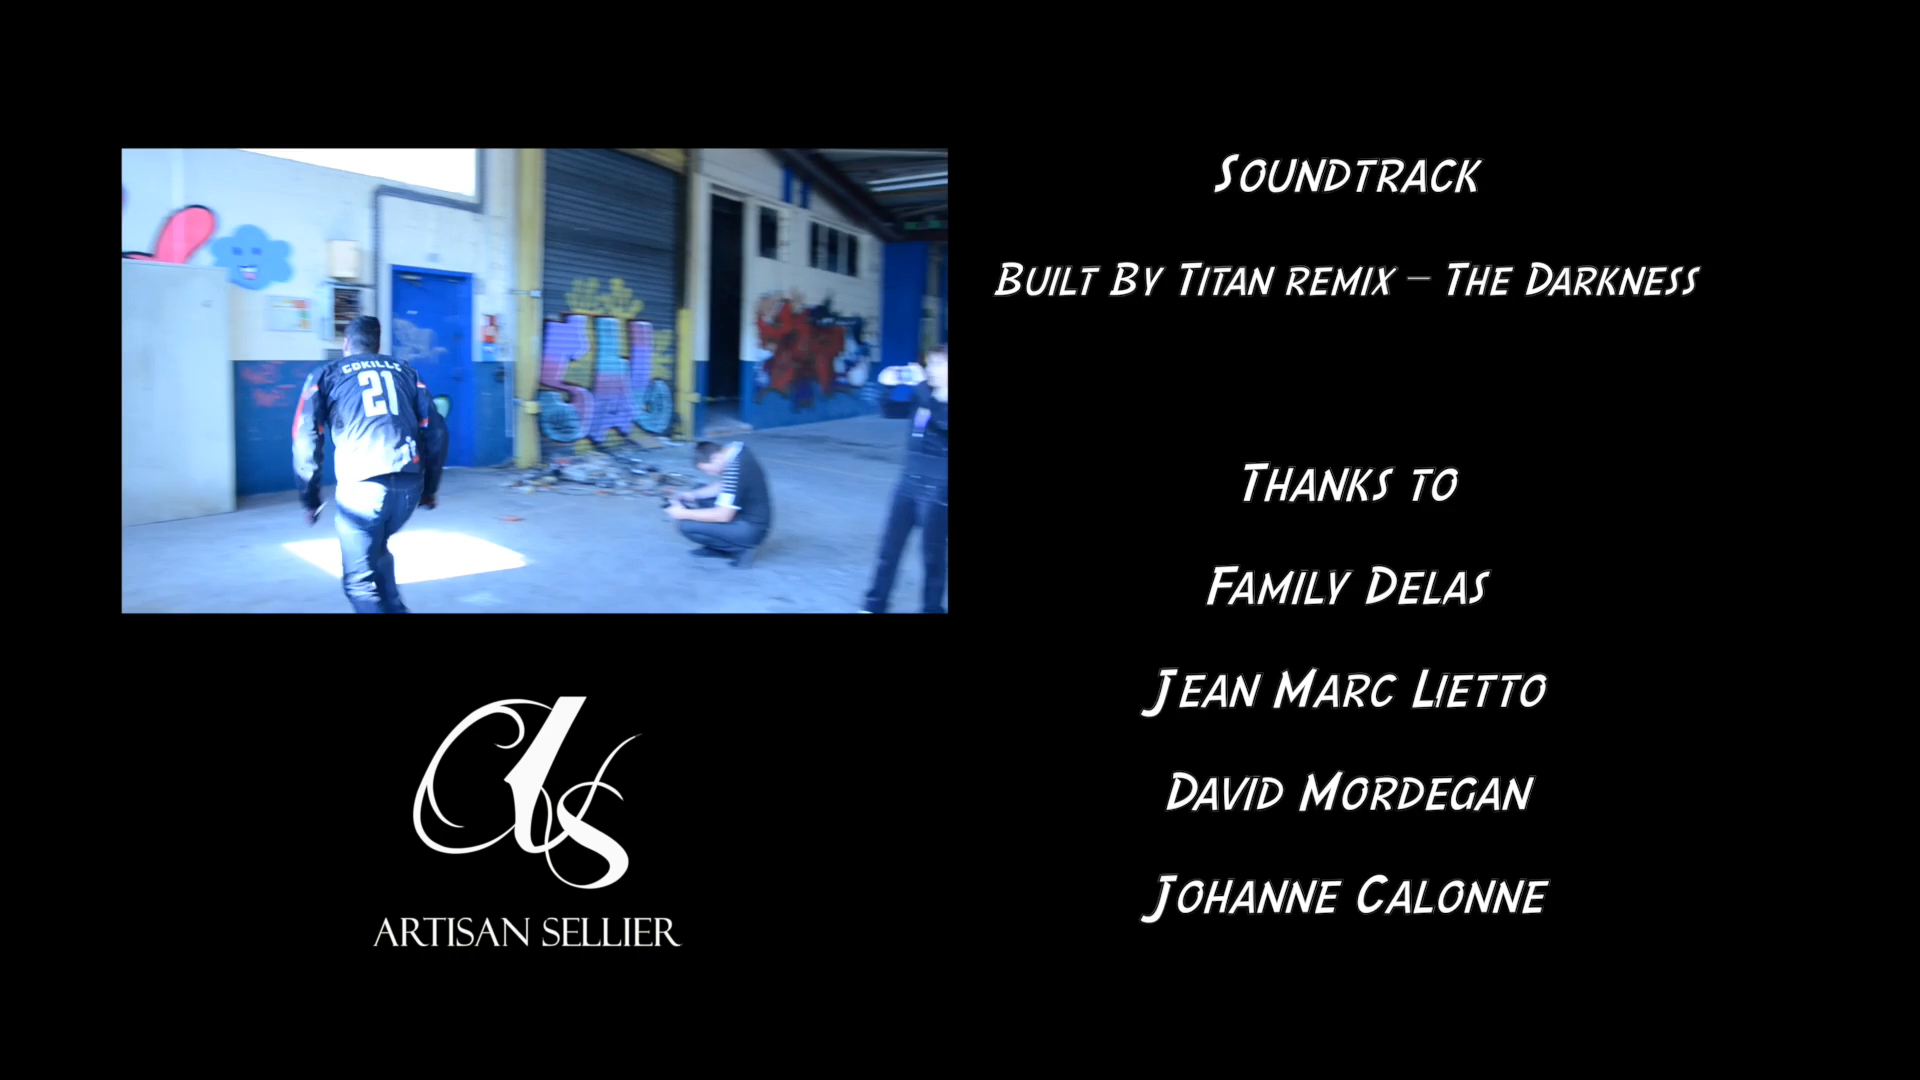 SOUNDTRACK
BUILT BY TITAN REMIX – THE DARKNESS
THANKS TO
FAMILY DELAS
JEAN MARC LIETTO
DAVID MORDEGAN
JOHANNE CALONNE
21
ARTISAN SELLIER